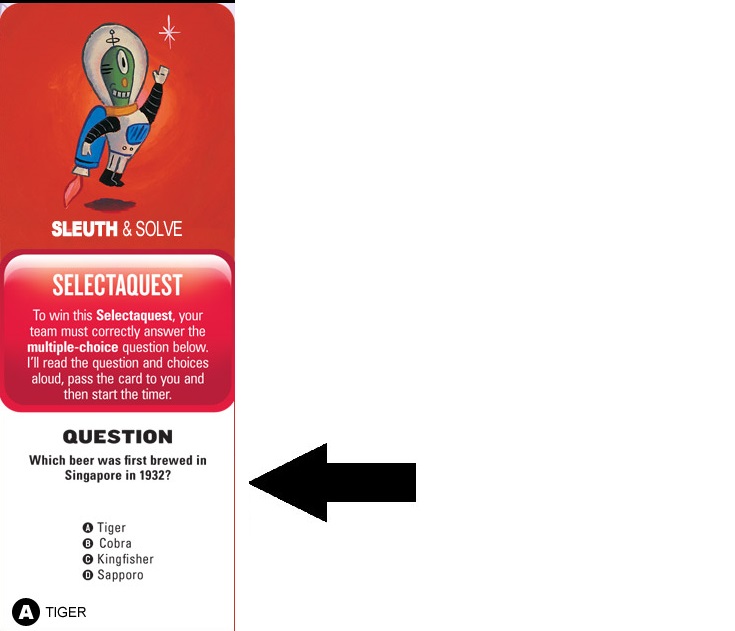 SLEUTH & SOLVE
SELECTAQUEST
To win this Selectaquest, your
team must correctly answer the
multiple-choice question below.
I'll read the question and choices
aloud, pass the card to you and
then start the timer.
QUESTION
Which beer was first brewed in
Singapore in 1932?
A Tiger
B Cobra
C Kingfisher
D Sapporo
A TIGER